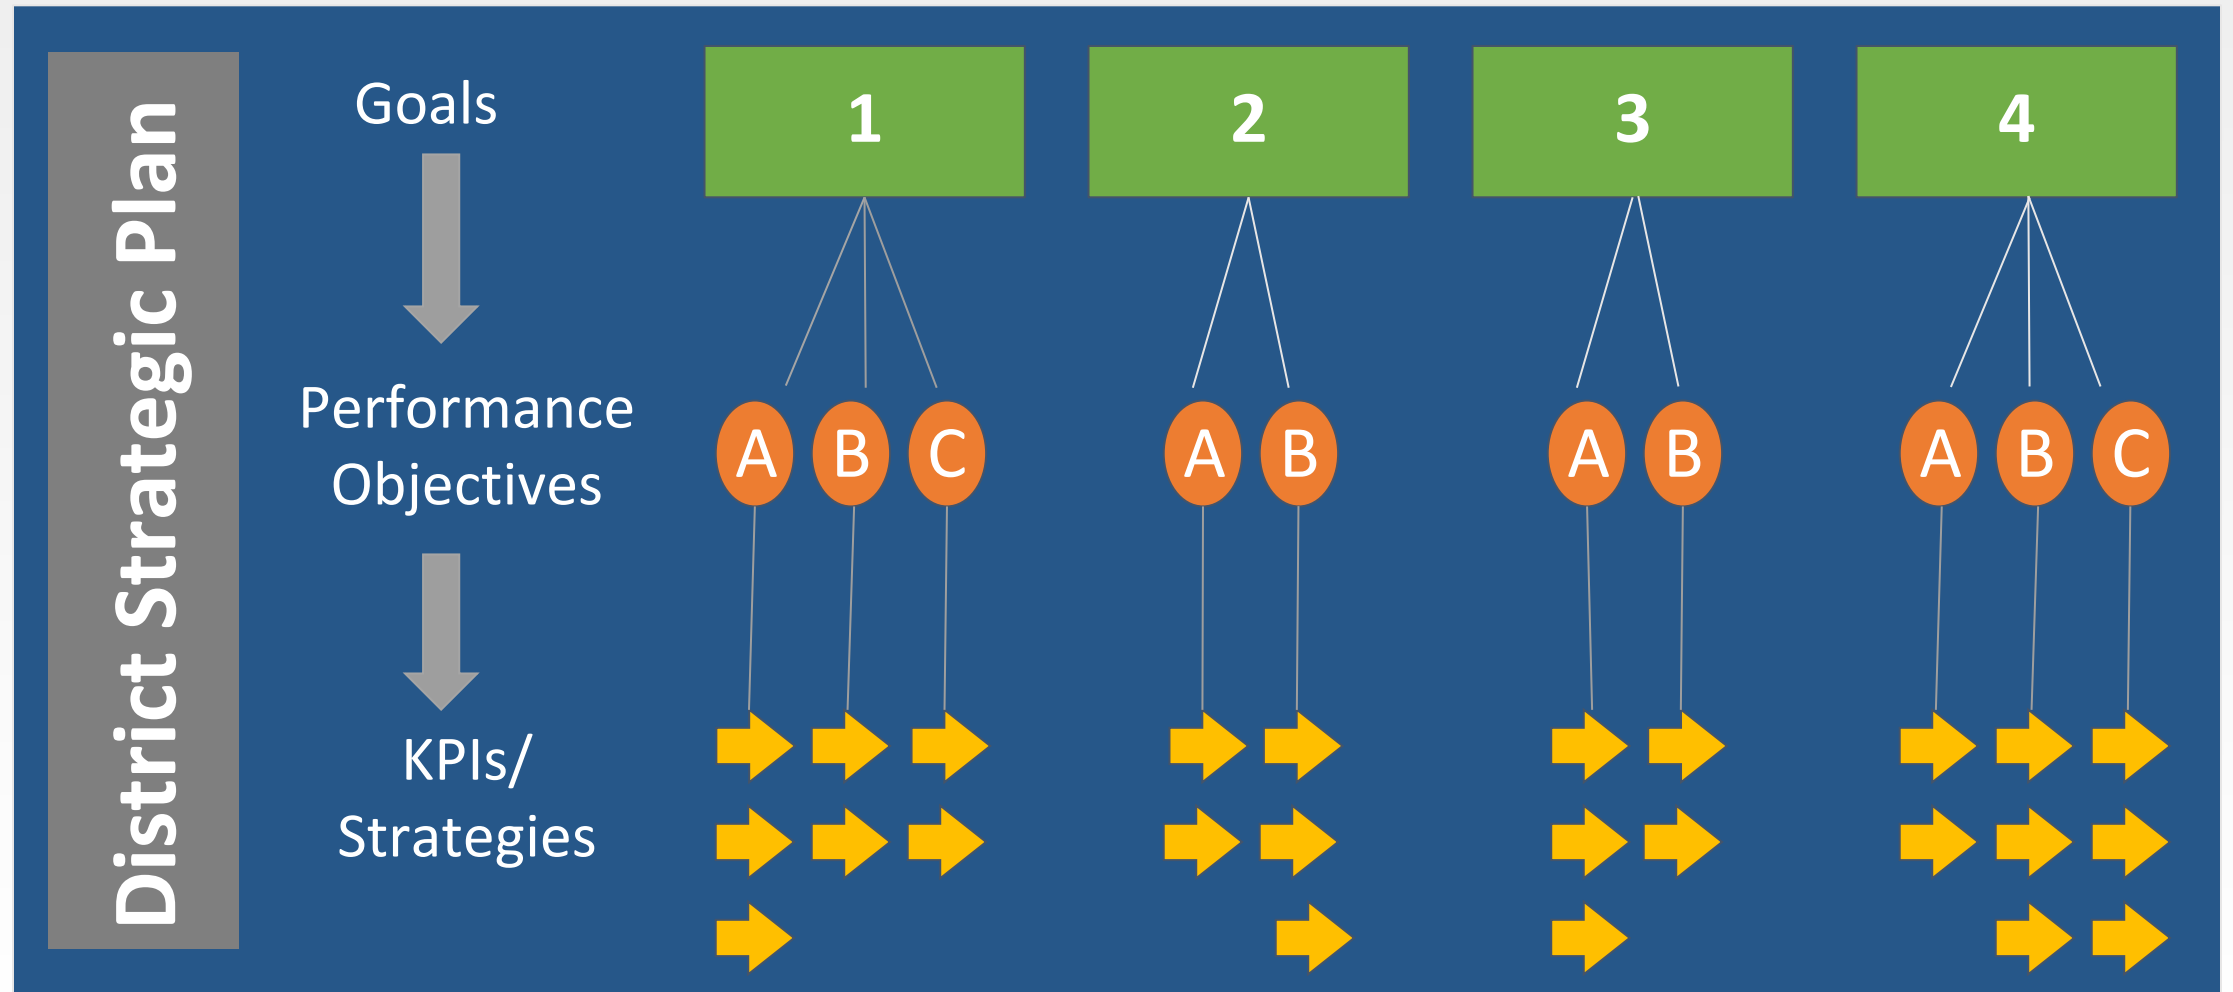 District Strategic Plan
Goals
1
2
3
4
Performance
Objectives
A
B
C
A
B
A
B
A
B
C
KPIs/
Strategies